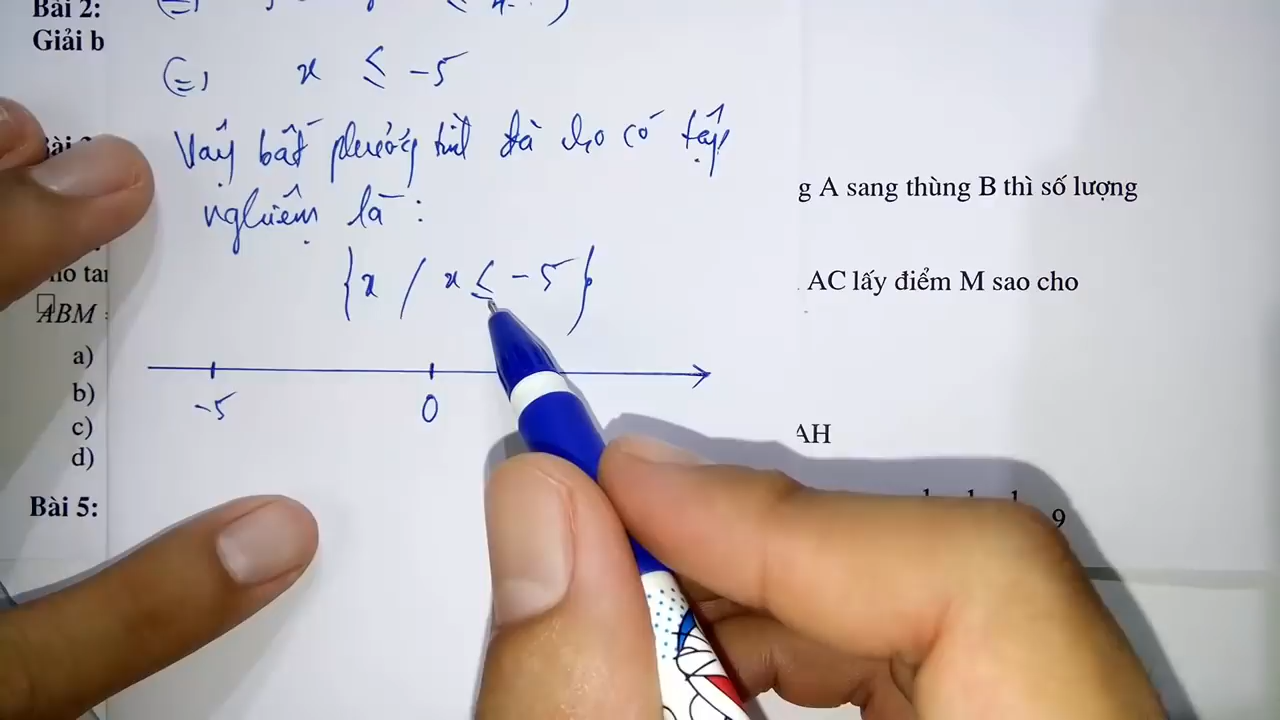 Bài 2:
Giải b
(=) x ≤ -5
Vậy bất phương trình đã cho có tập
nghiệm là:
{x / x ≤ -5}
-5 0
g A sang thùng B thì số lượng
AC lấy điểm M sao cho
ABM
a)
b)
c)
d)
AH
Bài 5:
9